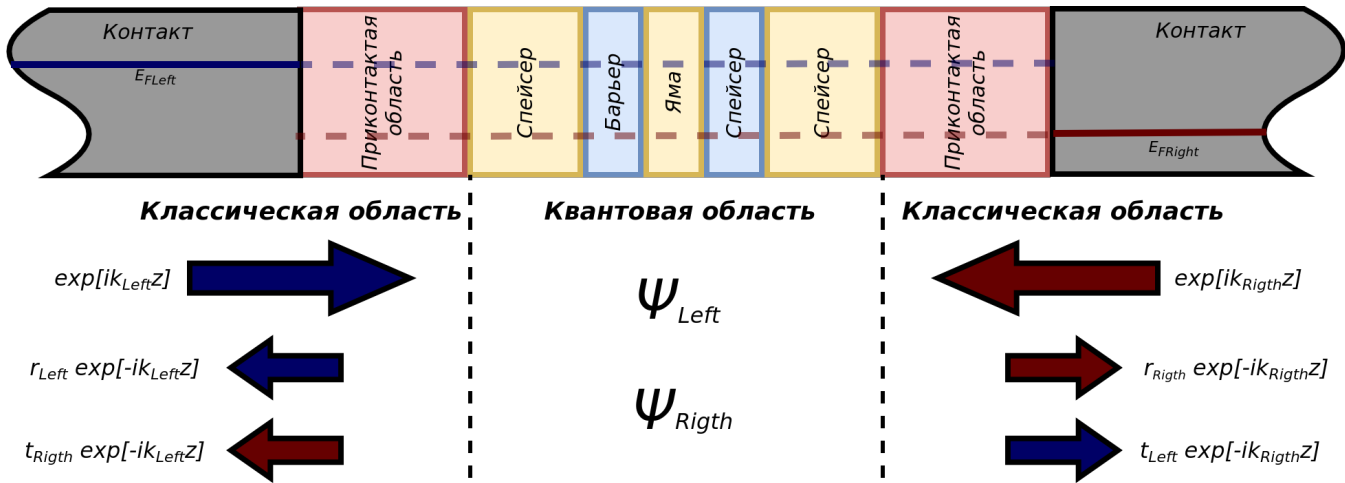 Контакт
Контакт
E_FLeft
E_FRight
Приконтактая
область
Спейсер
Барьер
Яма
Спейсер
Спейсер
Приконтактая
область
Классическая область
Квантовая область
Классическая область
exp[ik_Left z]
Ψ_Left
exp[ik_Rigth z]
r_Left exp[-ik_Left z]
Ψ_Rigth
r_Rigth exp[-ik_Rigth z]
t_Rigth exp[-ik_Left z]
t_Left exp[-ik_Rigth z]